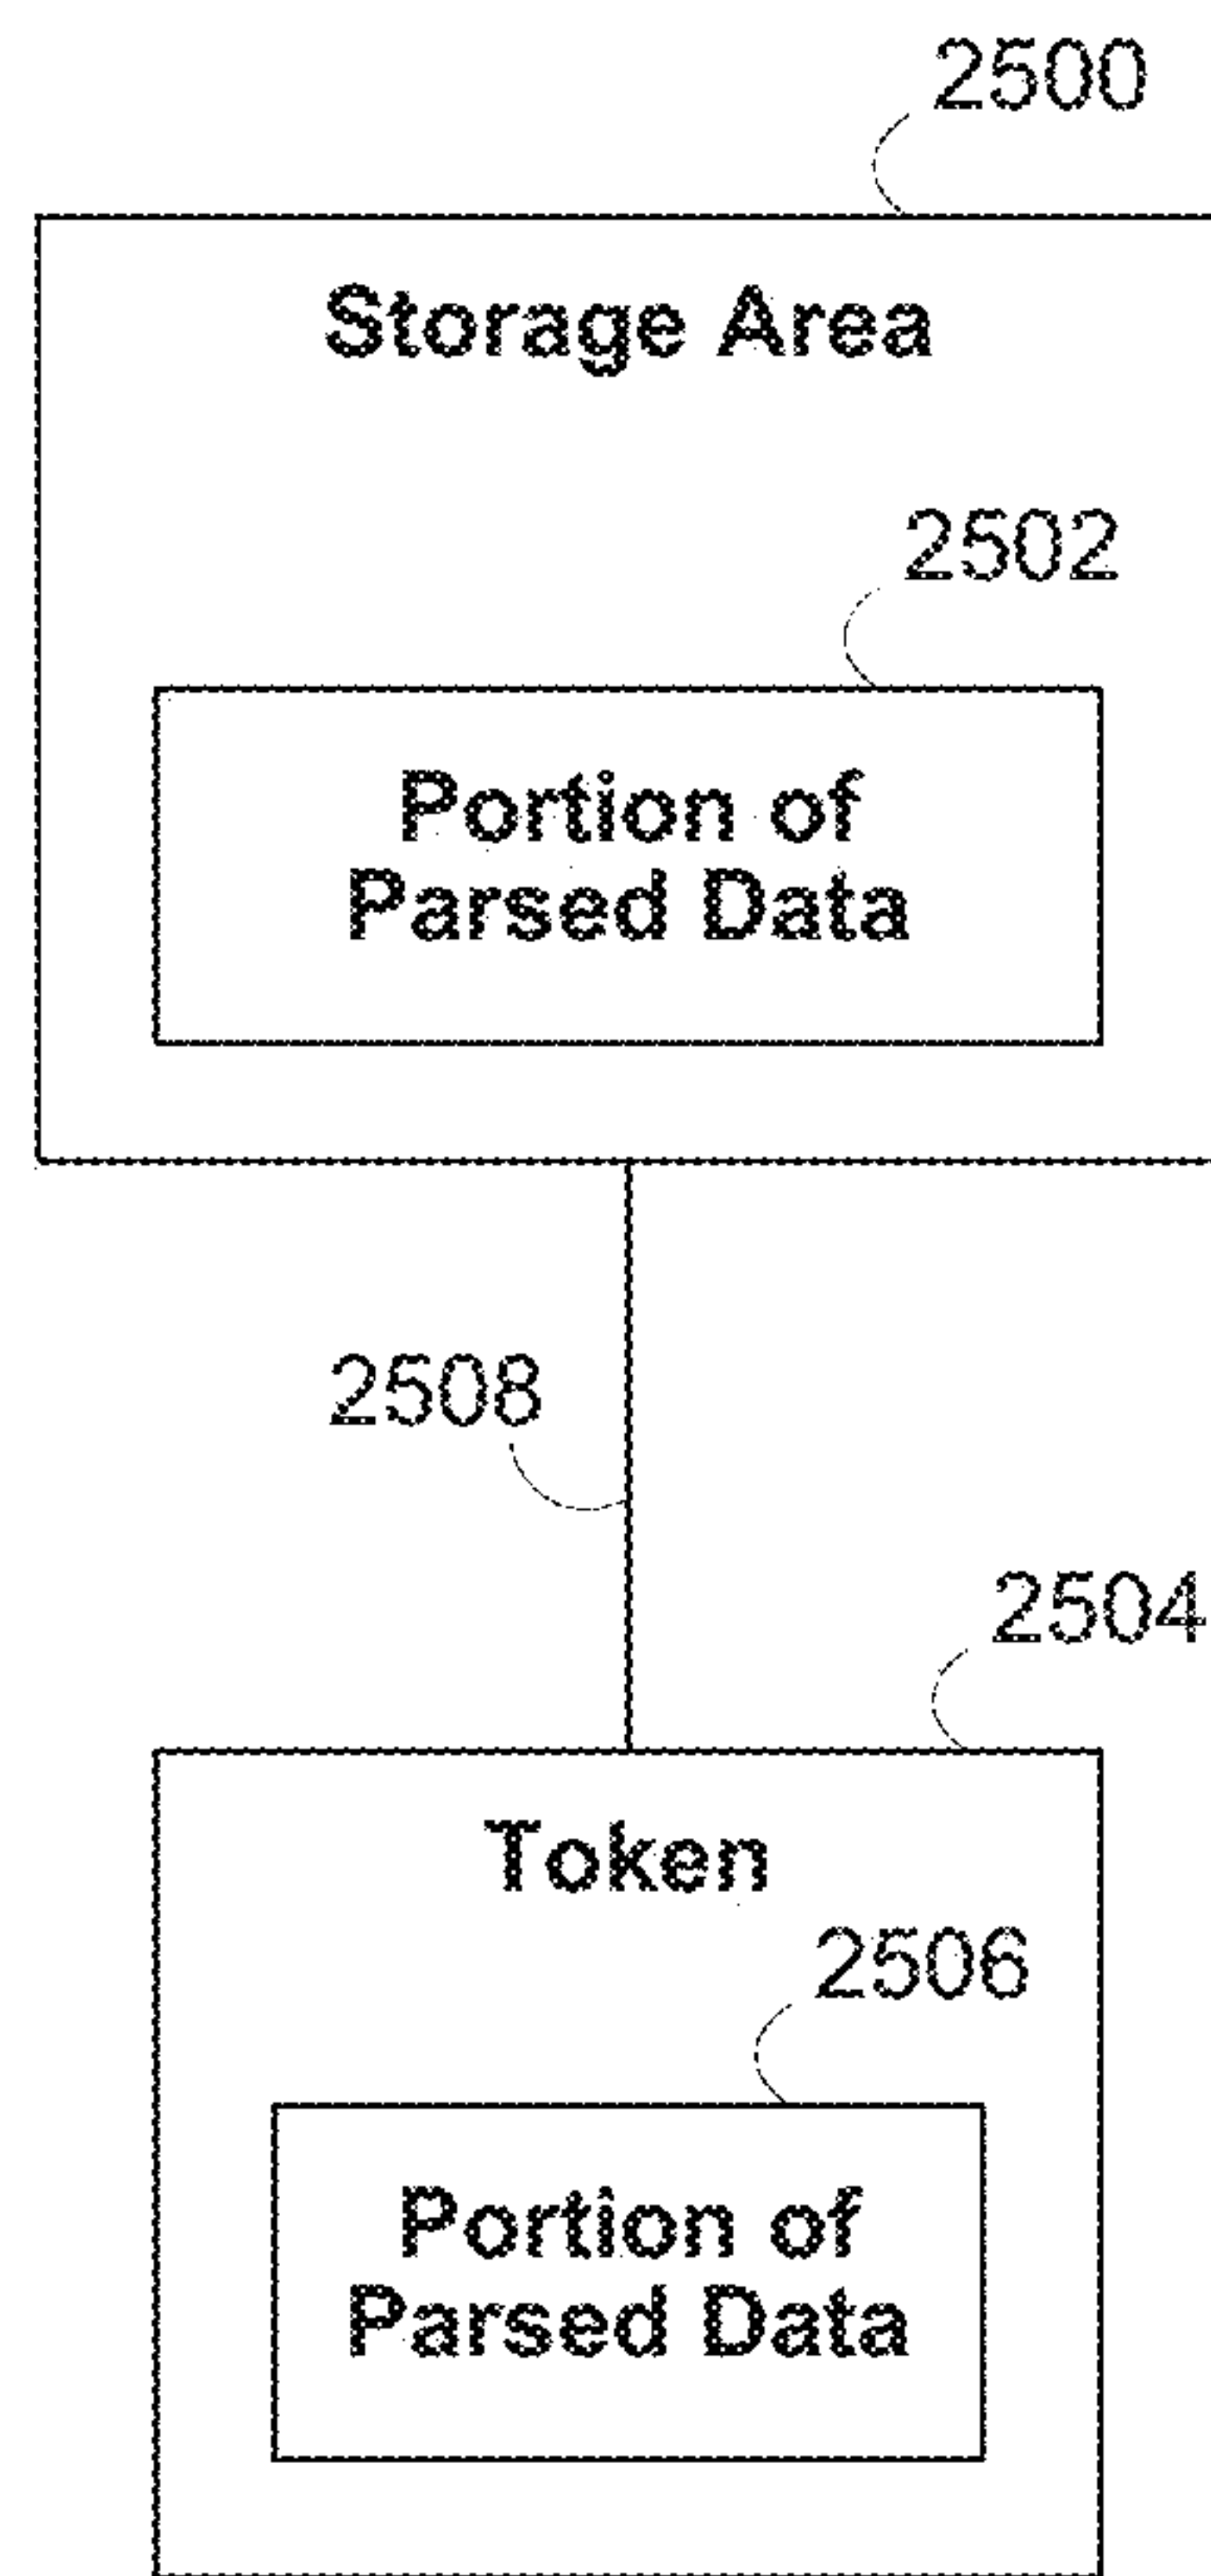 2500
Storage Area
2502
Portion of
Parsed Data
2508
2504
Token
2506
Portion of
Parsed Data